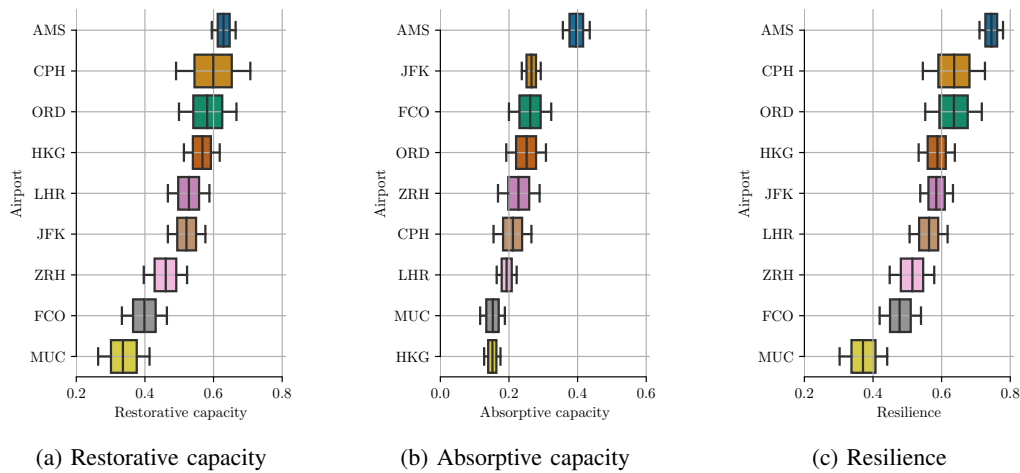 AMS
CPH
ORD
HKG
LHR
JFK
ZRH
FCO
MUC
Airport
0.2 0.4 0.6 0.8
Restorative capacity
(a) Restorative capacity
AMS
JFK
FCO
ORD
ZRH
CPH
LHR
MUC
HKG
Airport
0.0 0.2 0.4 0.6
Absorptive capacity
(b) Absorptive capacity
AMS
CPH
ORD
HKG
JFK
LHR
ZRH
FCO
MUC
Airport
0.2 0.4 0.6 0.8
Resilience
(c) Resilience